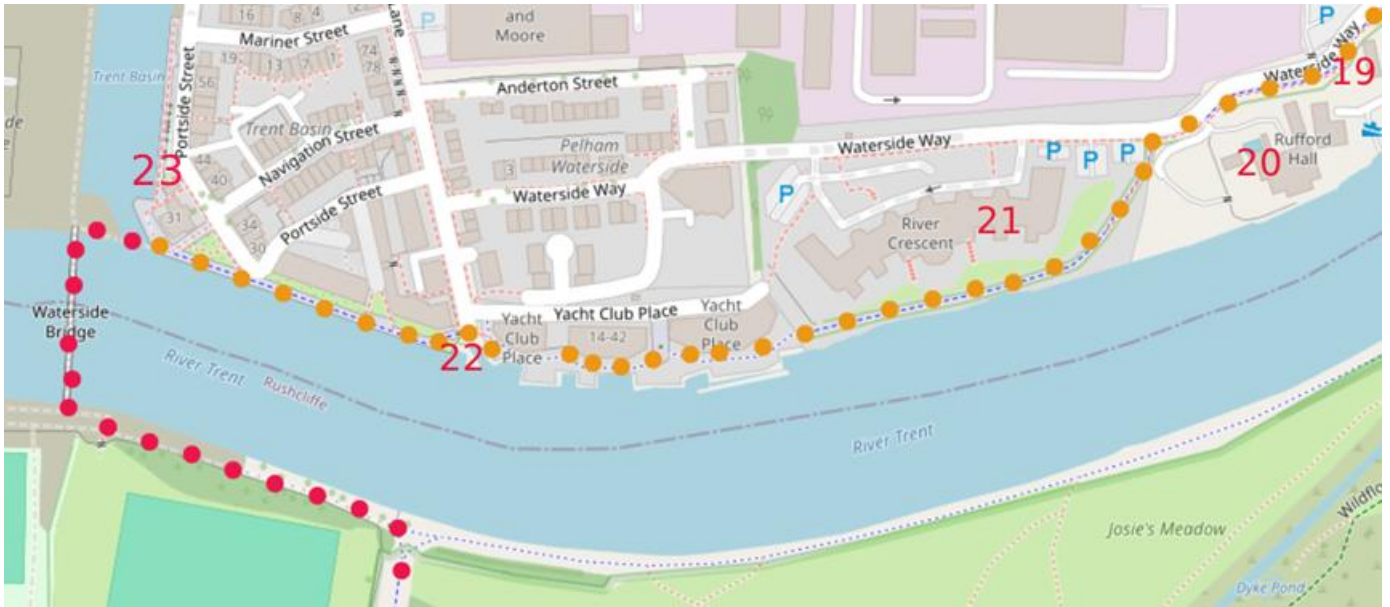 16
8
4
and
Moore
P
P
Lane
Mariner Street
19
13
7
1
74
78
Waterside Way
19
Trent Basin
56
Anderton Street
Portside Street
Trent Basin
Navigation Street
Pelham
Waterside
Waterside Way
P
P
P
Rufford
Hall
20
23
44
40
3
Waterside Way
P
31
34
30
Portside Street
River
Crescent
21
Waterside
Bridge
Yacht Club Place
Yacht
Club
Place
14-42
Yacht
Club
Place
22
River Trent
Rushcliffe
River Trent
Josie's Meadow
Dyke Pond